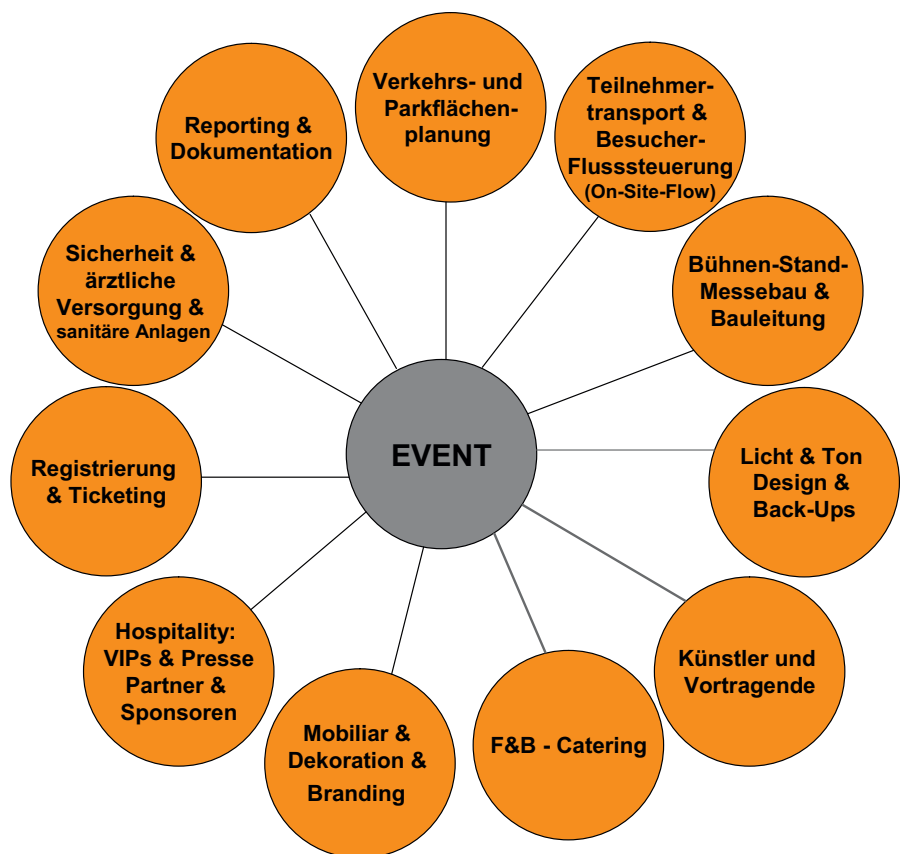 Verkehrs- und
Parkflächen-
planung
Teilnehmer-
transport &
Besucher-
Flusssteuerung
(On-Site-Flow)
Bühnen-Stand-
Messebau &
Bauleitung
Licht & Ton
Design &
Back-Ups
Künstler und
Vortragende
F&B - Catering
Mobiliar &
Dekoration &
Branding
Hospitality:
VIPs & Presse
Partner &
Sponsoren
Registrierung
& Ticketing
Sicherheit &
ärztliche
Versorgung &
sanitäre Anlagen
Reporting &
Dokumentation
EVENT